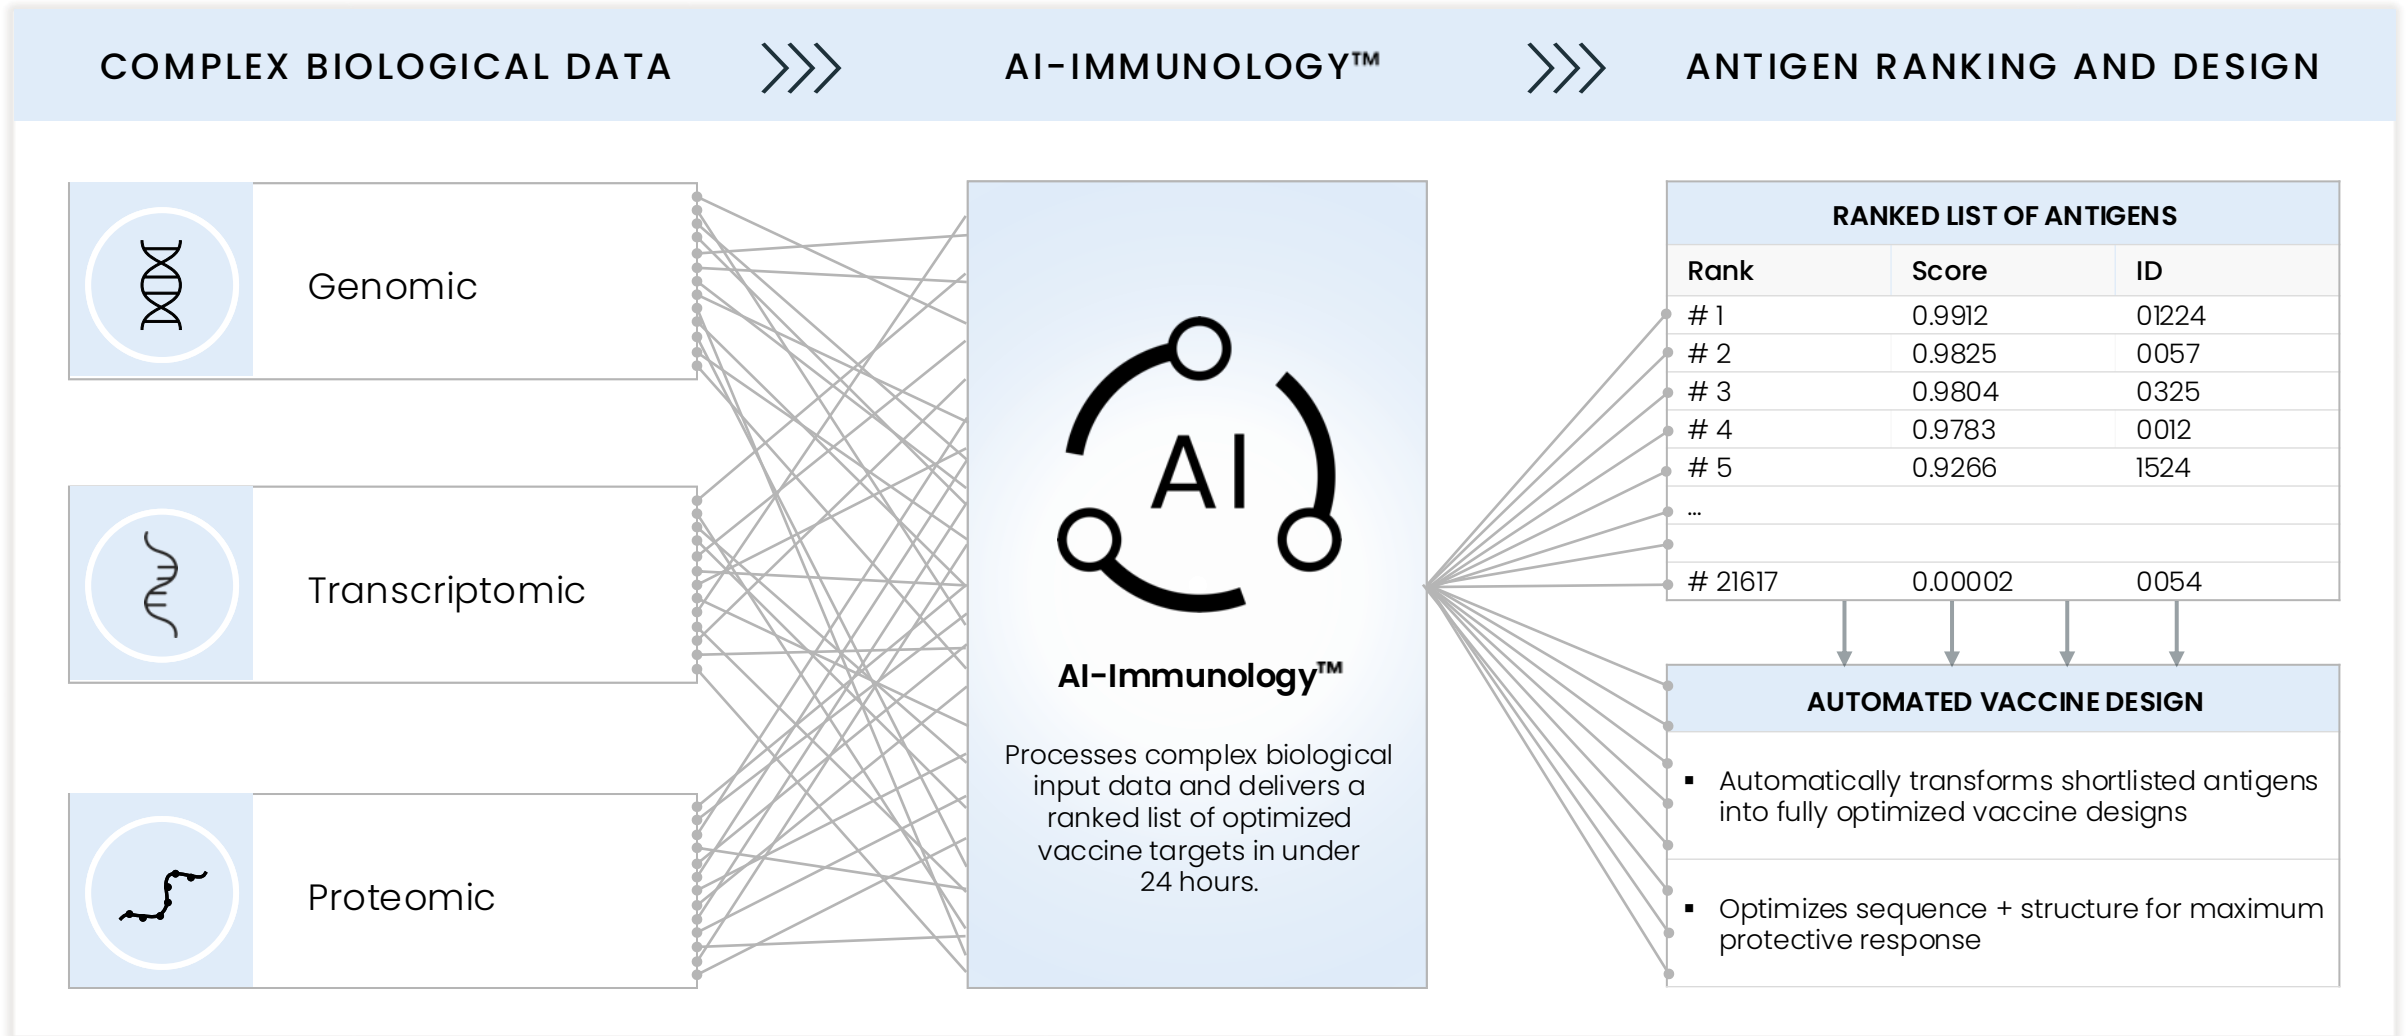 COMPLEX BIOLOGICAL DATA
AI-IMMUNOLOGY™
ANTIGEN RANKING AND DESIGN
Genomic
Transcriptomic
Proteomic
AI
AI-Immunology™
Processes complex biological
input data and delivers a
ranked list of optimized
vaccine targets in under
24 hours.
RANKED LIST OF ANTIGENS
Rank Score ID
# 1 0.9912 01224
# 2 0.9825 0057
# 3 0.9804 0325
# 4 0.9783 0012
# 5 0.9266 1524
...
# 21617 0.00002 0054
AUTOMATED VACCINE DESIGN
▪ Automatically transforms shortlisted antigens
into fully optimized vaccine designs
▪ Optimizes sequence + structure for maximum
protective response